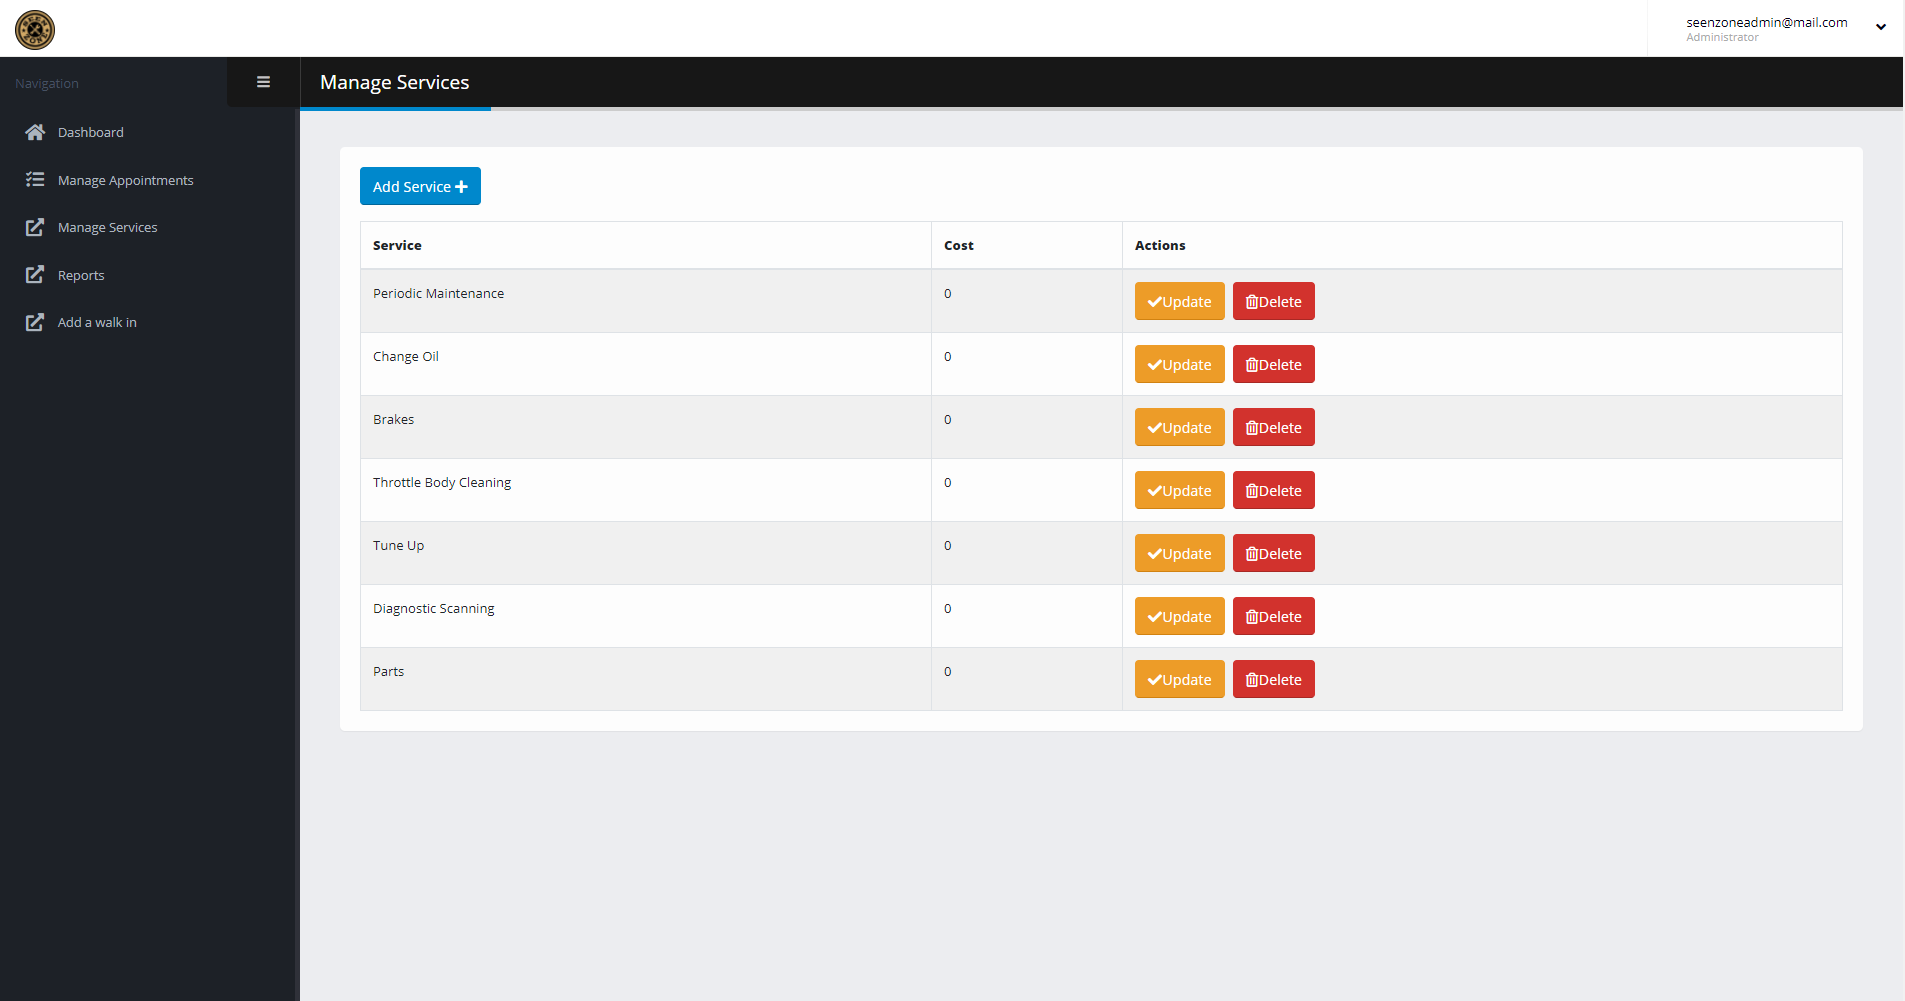 SEEN
ZONE
seenzoneadmin@mail.com
Administrator
Navigation
Manage Services
Dashboard
Manage Appointments
Manage Services
Reports
Add a walk in
Add Service
Service Cost Actions
Periodic Maintenance 0 Update Delete
Change Oil 0 Update Delete
Brakes 0 Update Delete
Throttle Body Cleaning 0 Update Delete
Tune Up 0 Update Delete
Diagnostic Scanning 0 Update Delete
Parts 0 Update Delete